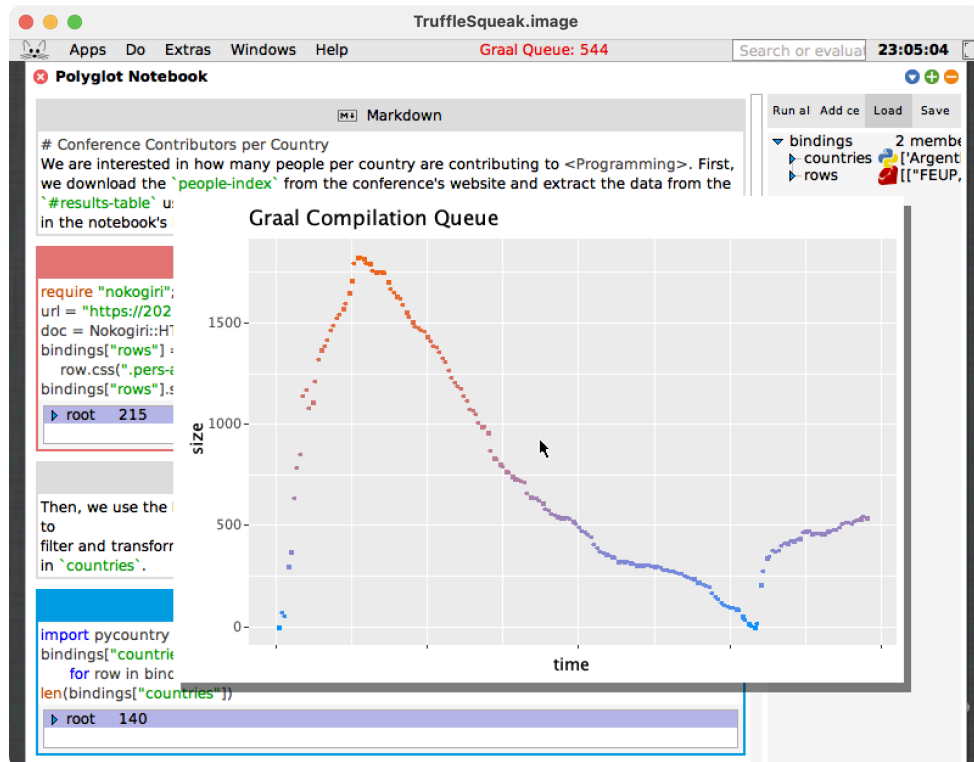 TruffleSqueak.image
Apps Do Extras Windows Help Graal Queue: 544 Search or evaluat 23:05:04
Polyglot Notebook
Run al Add ce Load Save
M↓ Markdown
# Conference Contributors per Country
We are interested in how many people per country are contributing to <Programming>. First,
we download the `people-index` from the conference's website and extract the data from the
`#results-table` us
in the notebook's
bindings 2 membe
countries ['Argenti
rows [["FEUP,
require "nokogiri";
url = "https://202
doc = Nokogiri::HT
bindings["rows"] =
row.css(".pers-a
bindings["rows"].s
root 215
Then, we use the
to
filter and transforr
in `countries`.
import pycountry
bindings["countrie
for row in bind
len(bindings["countries"])
root 140
Graal Compilation Queue
1500
1000
500
0
size
time